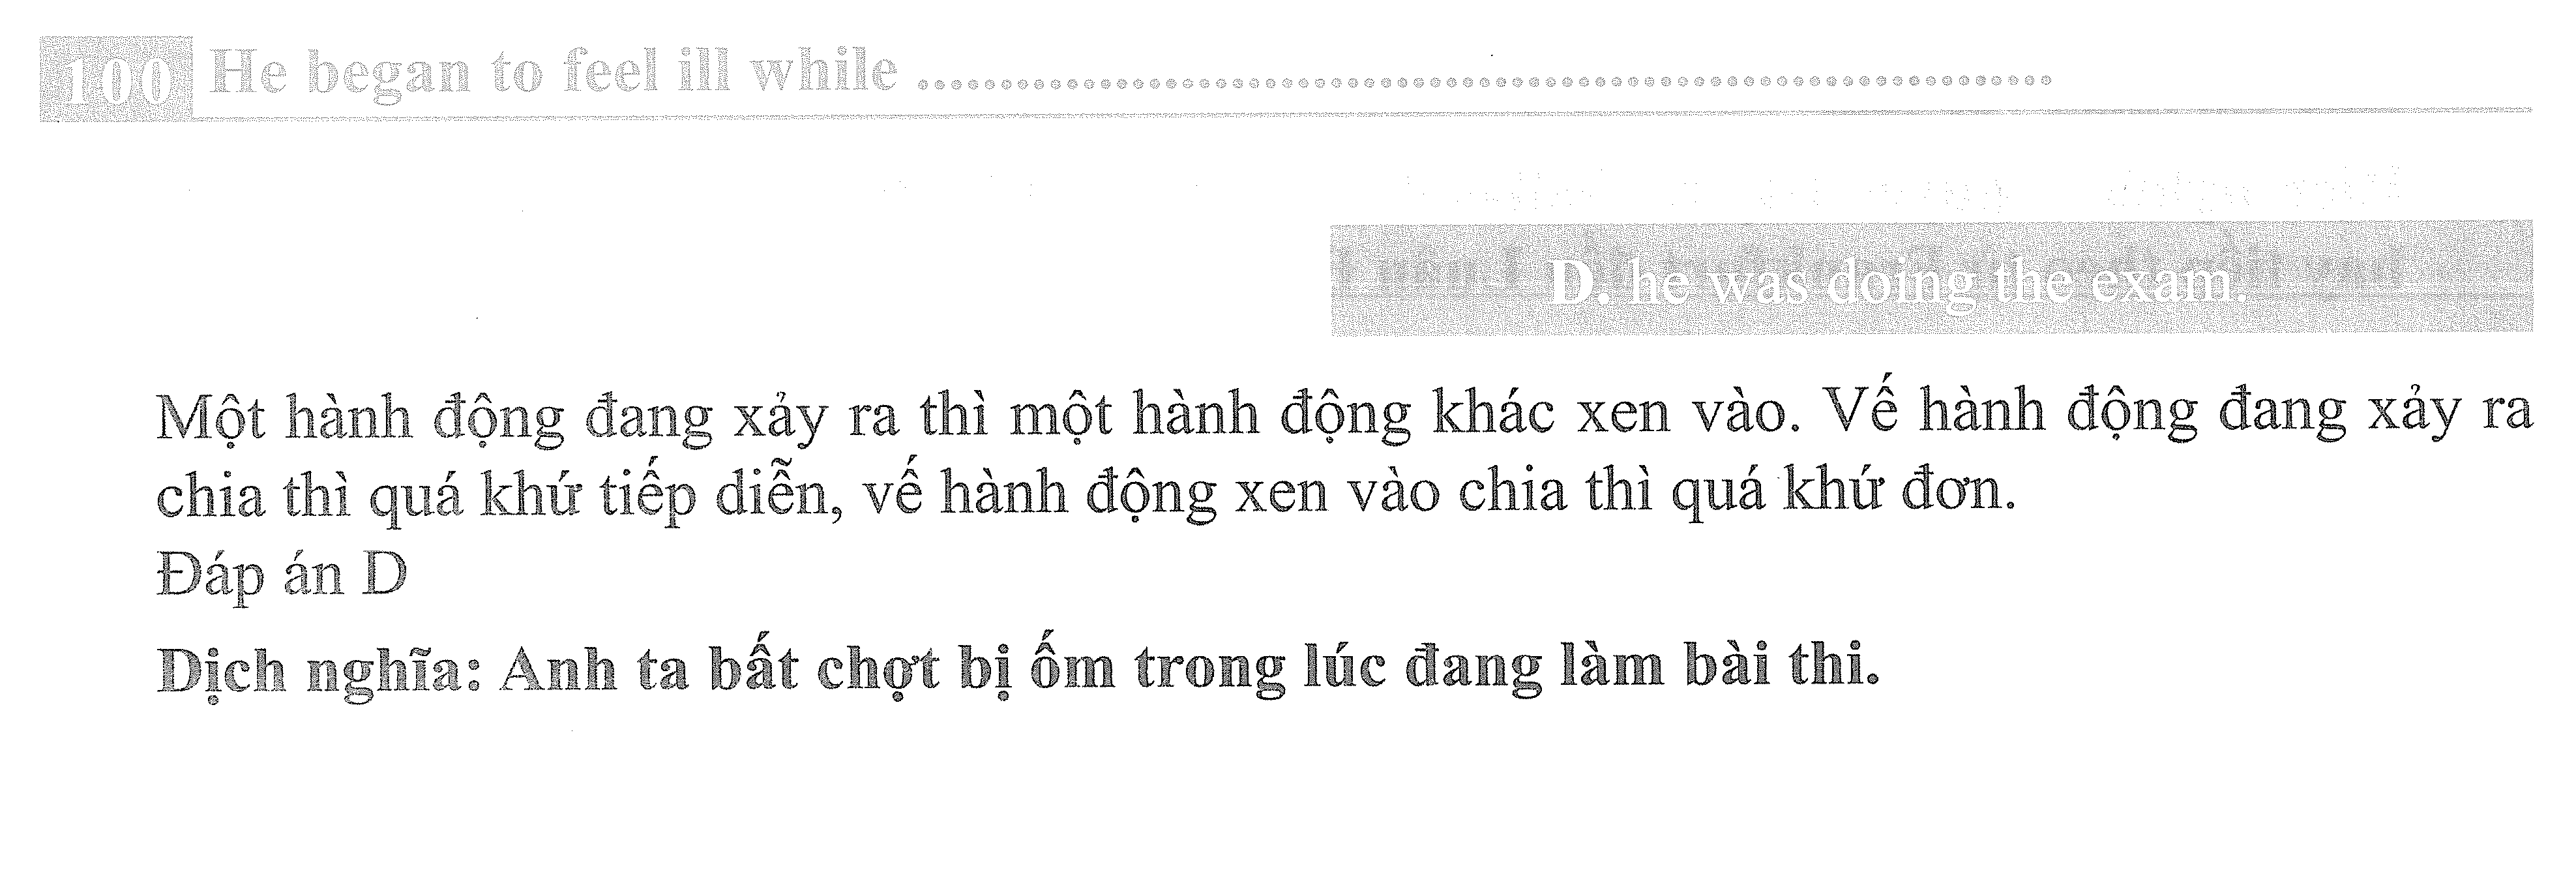 100 He began to feel ill while ......................................................................
D. he was doing the exam.
Một hành động đang xảy ra thì một hành động khác xen vào. Vế hành động đang xảy ra
chia thì quá khứ tiếp diễn, vế hành động xen vào chia thì quá khứ đơn.
Đáp án D
Dịch nghĩa: Anh ta bất chợt bị ốm trong lúc đang làm bài thi.